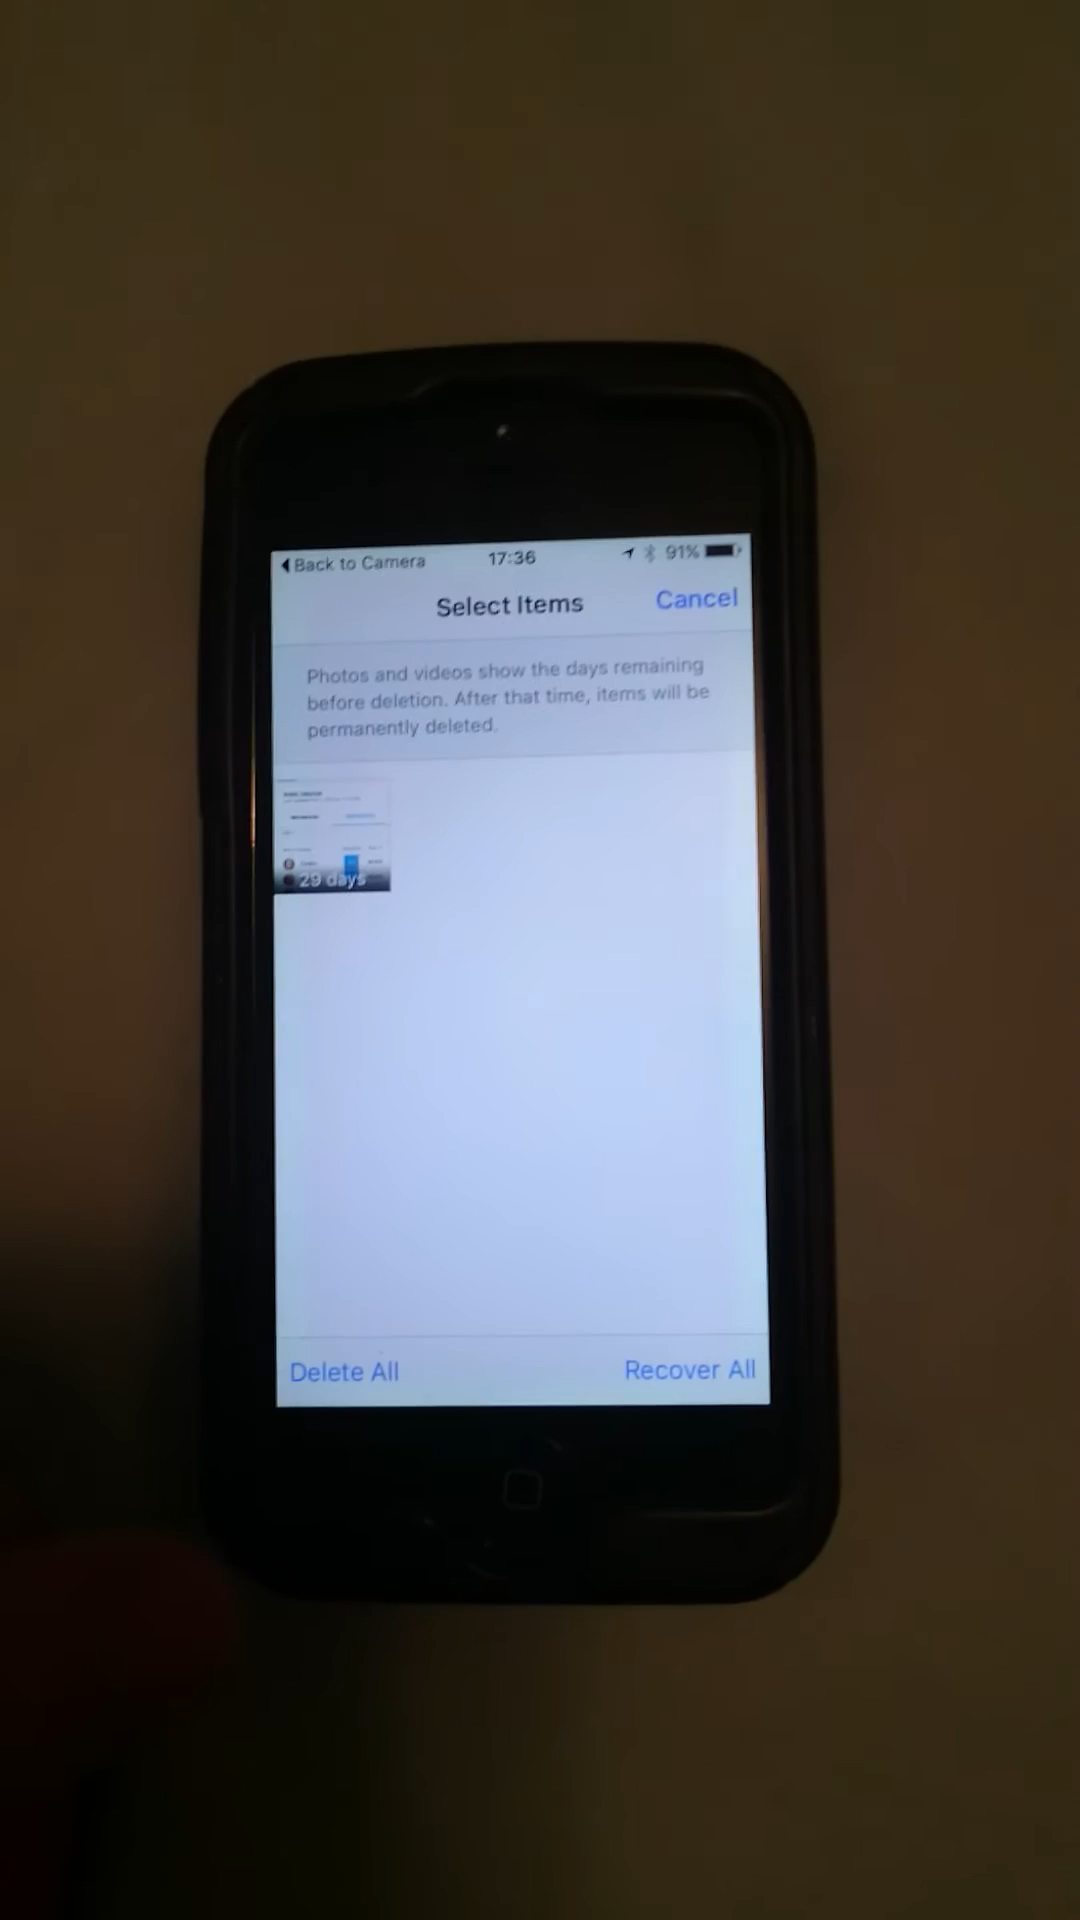 Back to Camera 17:36 91%
Select Items Cancel
Photos and videos show the days remaining
before deletion. After that time, items will be
permanently deleted.
29 days
Delete All Recover All